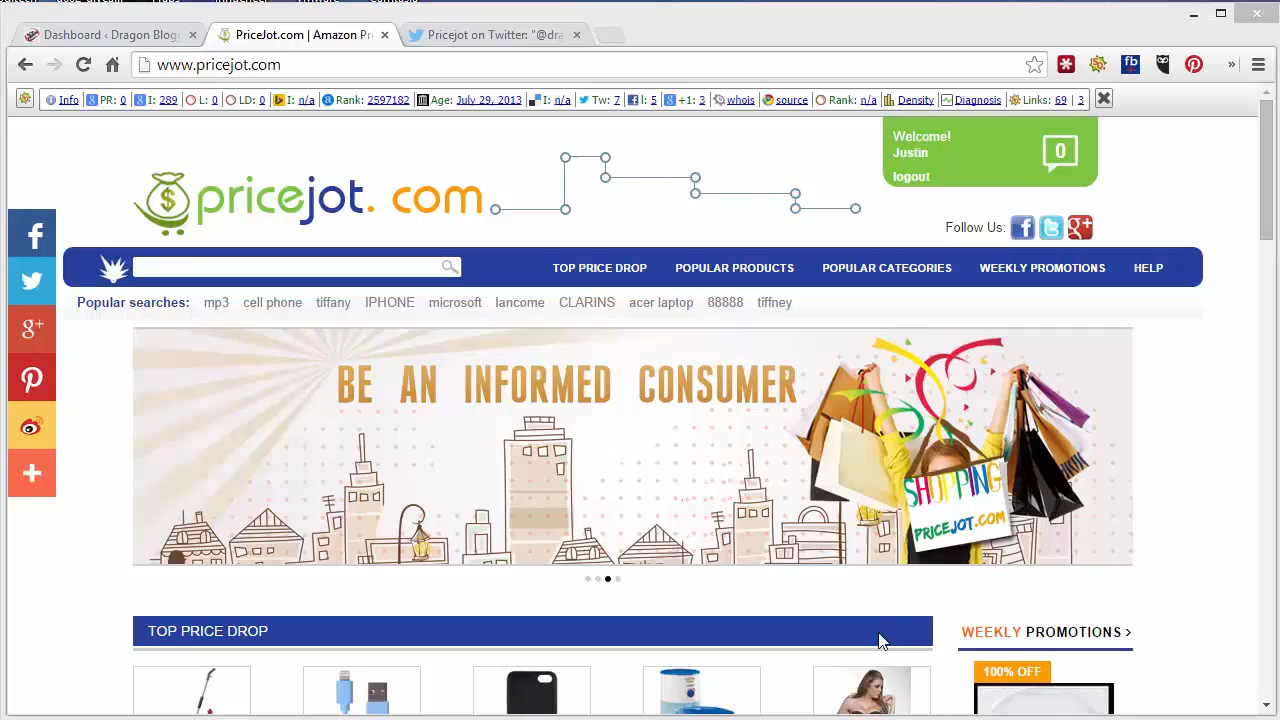 Dashboard ‹ Dragon Blog
PriceJot.com | Amazon Pri
Pricejot on Twitter: "@dra
www.pricejot.com
Info PR: 0 I: 289 L: 0 LD: 0 I: n/a Rank: 2597182 Age: July 29, 2013 I: n/a Tw: 7 I: 5 +1: 3 whois source Rank: n/a Density Diagnosis Links: 69 | 3
Welcome!
Justin
0
logout
pricejot. com
Follow Us:
TOP PRICE DROP POPULAR PRODUCTS POPULAR CATEGORIES WEEKLY PROMOTIONS HELP
Popular searches: mp3 cell phone tiffany IPHONE microsoft lancome CLARINS acer laptop 88888 tiffney
BE AN INFORMED CONSUMER
SHOPPING
PRICEJOT.COM
TOP PRICE DROP
WEEKLY PROMOTIONS >
100% OFF